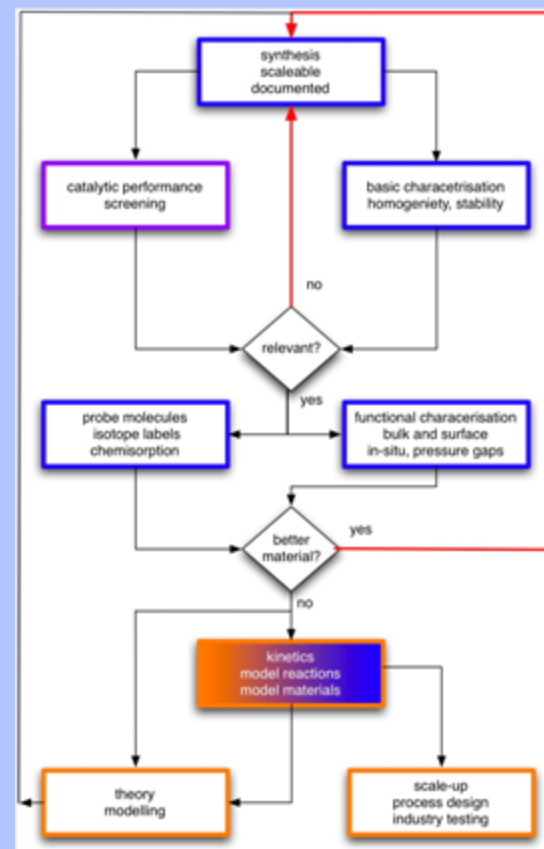 synthesis
scaleable
documented
catalytic performance
screening
basic characetrisation
homogeniety, stability
no
relevant?
yes
probe molecules
isotope labels
chemisorption
functional characerisation
bulk and surface
in-situ, pressure gaps
better
material?
yes
no
kinetics
model reactions
model materials
theory
modelling
scale-up
process design
industry testing